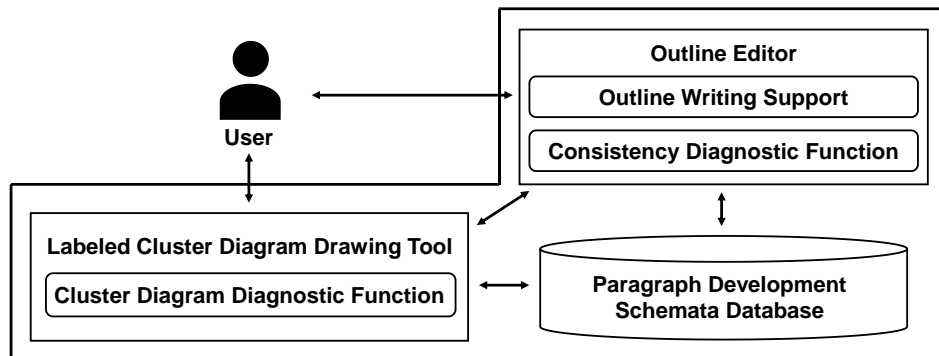 Outline Editor
Outline Writing Support
Consistency Diagnostic Function
User
Labeled Cluster Diagram Drawing Tool
Cluster Diagram Diagnostic Function
Paragraph Development
Schemata Database